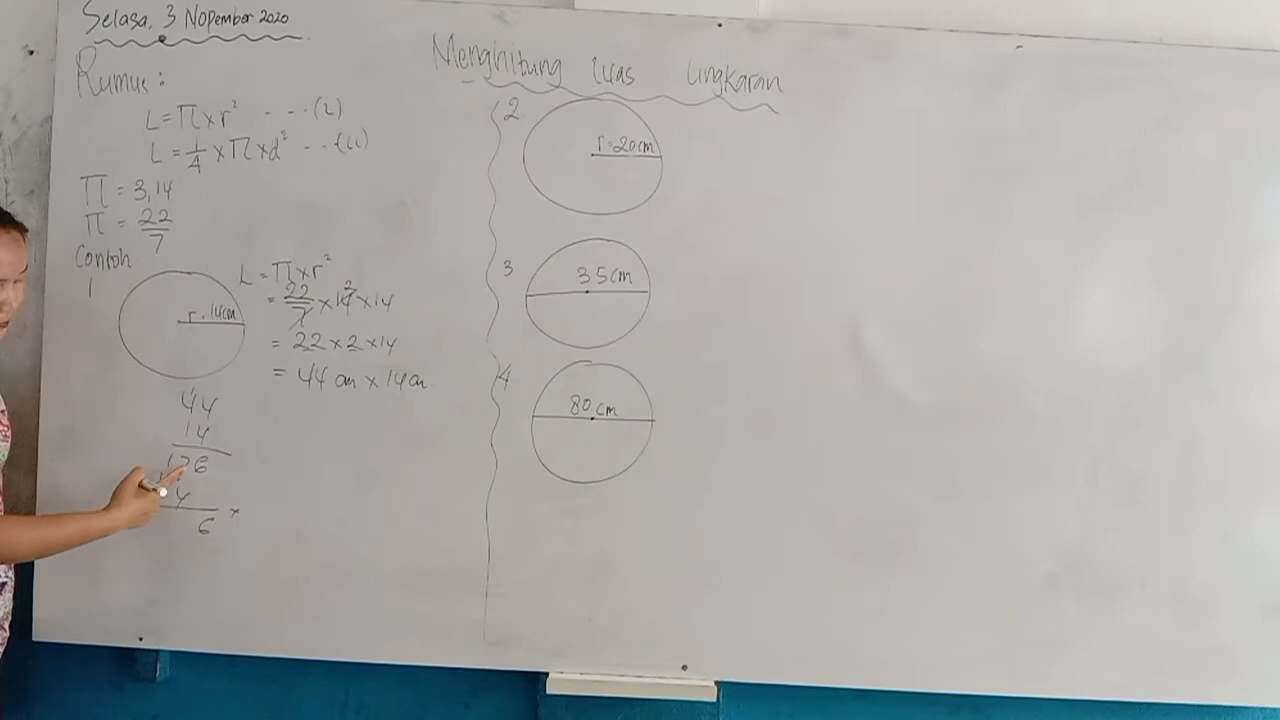 Selasa, 3 Nopember 2020
Menghitung luas lingkaran
Rumus :
L = π x r² - - - (i)
L = 1/4 x π x d² - - (ii)
π = 3,14
π = 22/7
Contoh
1
r = 14cm
L = π x r²
= 22/7 x 14 2 x 14
= 22 x 2 x 14
= 44 cm x 14 cm
1
44
14
176
4
6 x
2
r = 20cm
3
35cm
4
80cm